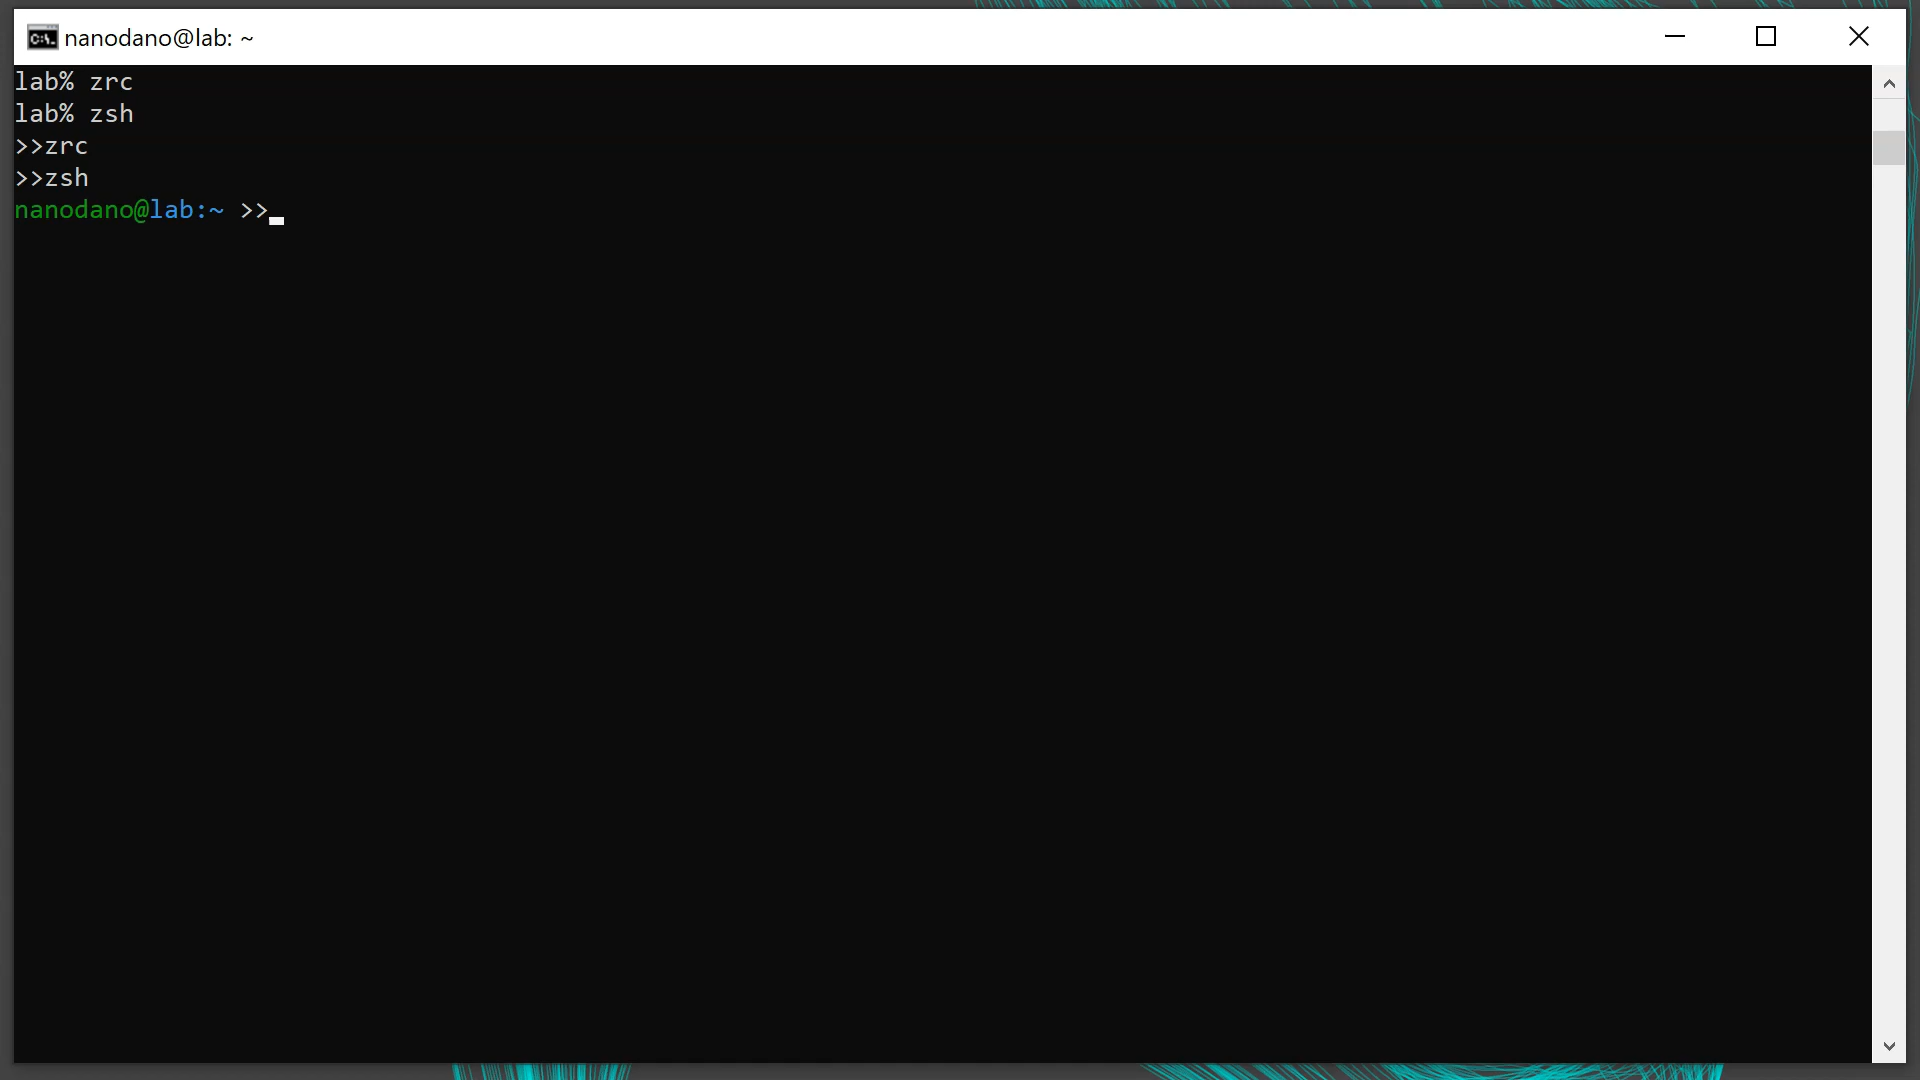 nanodano@lab: ~
lab% zrc
lab% zsh
>>zrc
>>zsh
nanodano@lab:~ >>